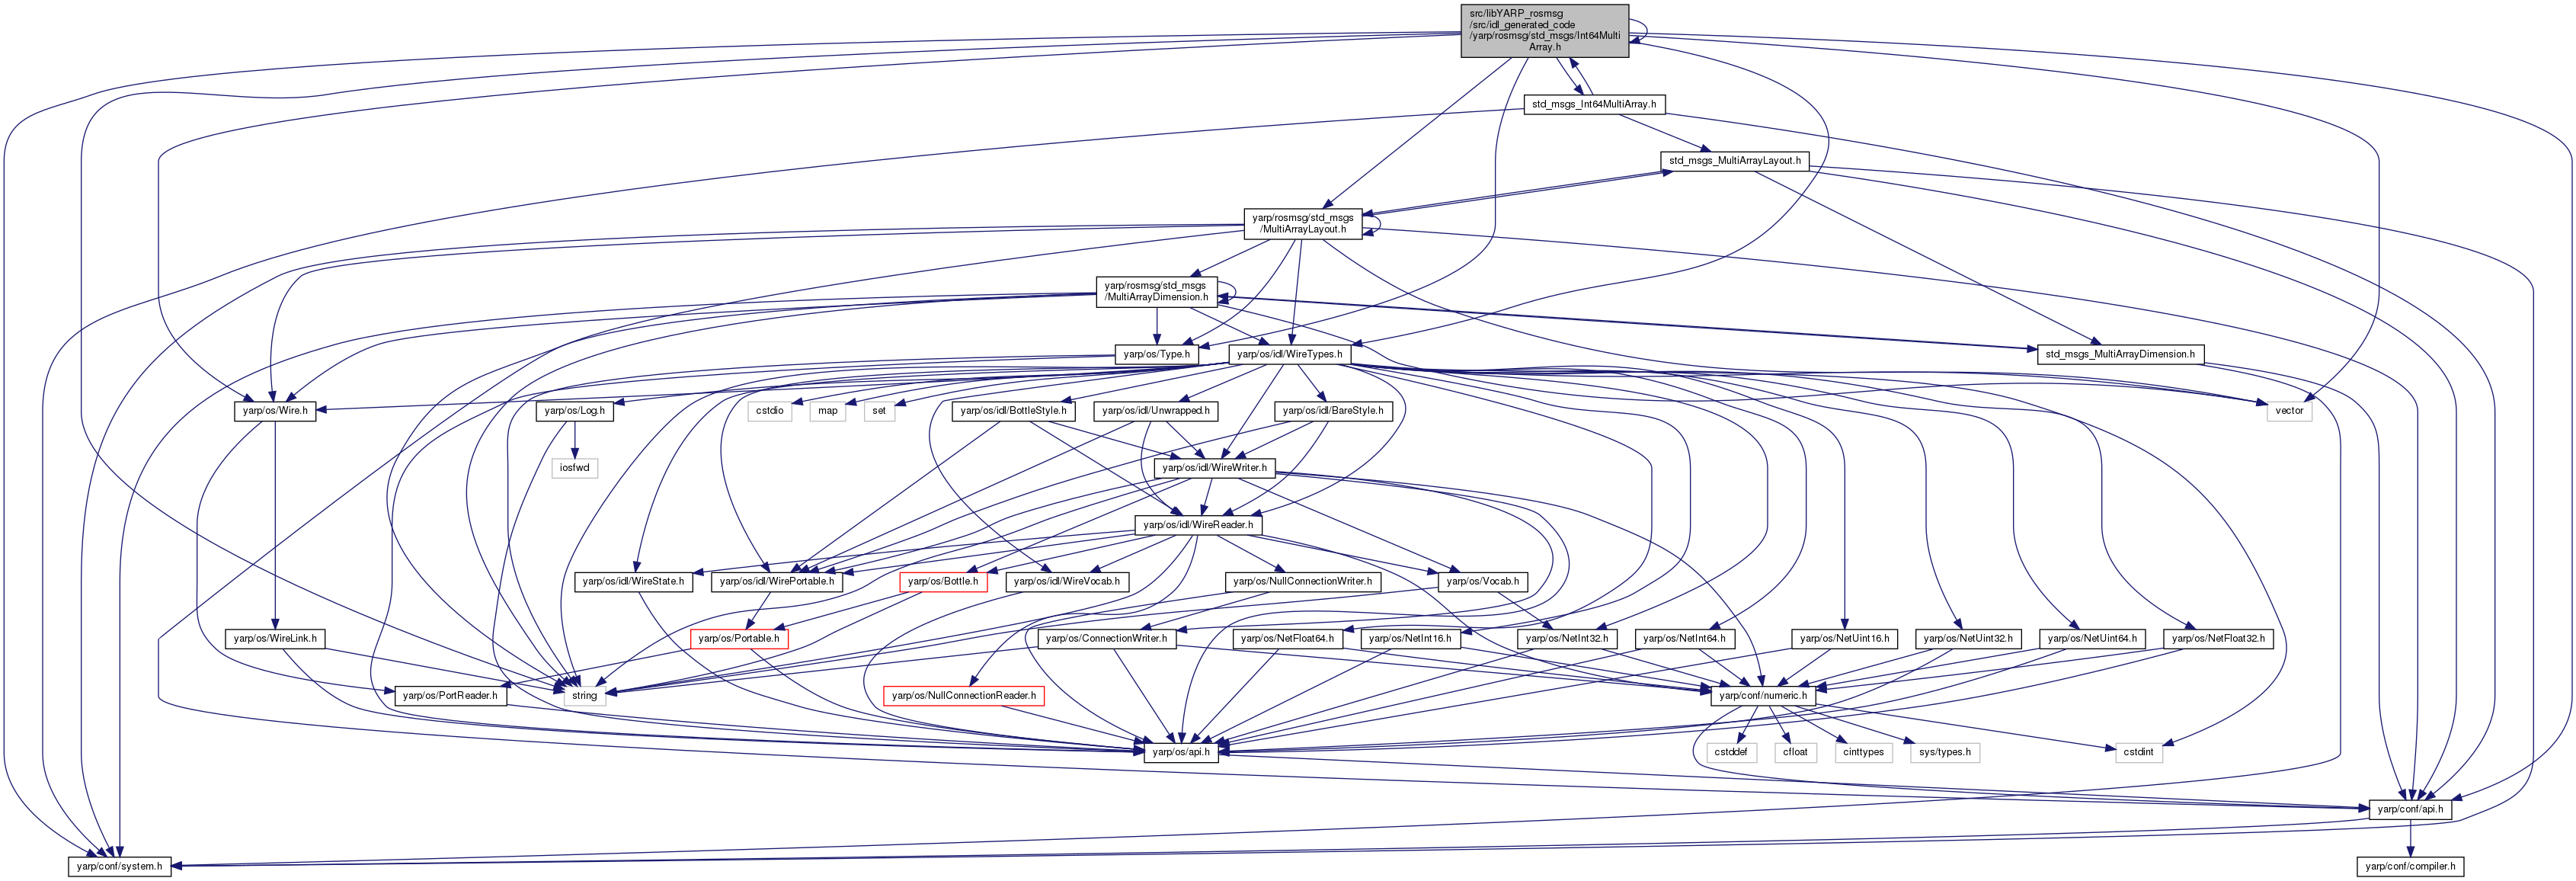 src/libYARP_rosmsg
/src/idl_generated_code
/yarp/rosmsg/std_msgs/Int64Multi
Array.h
std_msgs_Int64MultiArray.h
std_msgs_MultiArrayLayout.h
yarp/rosmsg/std_msgs
/MultiArrayLayout.h
yarp/rosmsg/std_msgs
/MultiArrayDimension.h
yarp/os/Type.h
yarp/os/idl/WireTypes.h
std_msgs_MultiArrayDimension.h
yarp/os/Wire.h
yarp/os/Log.h
cstdio
map
set
yarp/os/idl/BottleStyle.h
yarp/os/idl/Unwrapped.h
yarp/os/idl/BareStyle.h
vector
iosfwd
yarp/os/idl/WireWriter.h
yarp/os/idl/WireReader.h
yarp/os/idl/WireState.h
yarp/os/idl/WirePortable.h
yarp/os/Bottle.h
yarp/os/idl/WireVocab.h
yarp/os/NullConnectionWriter.h
yarp/os/Vocab.h
yarp/os/WireLink.h
yarp/os/Portable.h
yarp/os/ConnectionWriter.h
yarp/os/NetFloat64.h
yarp/os/NetInt16.h
yarp/os/NetInt32.h
yarp/os/NetInt64.h
yarp/os/NetUint16.h
yarp/os/NetUint32.h
yarp/os/NetUint64.h
yarp/os/NetFloat32.h
yarp/os/PortReader.h
string
yarp/os/NullConnectionReader.h
yarp/conf/numeric.h
yarp/os/api.h
cstddef
cfloat
cinttypes
sys/types.h
cstdint
yarp/conf/api.h
yarp/conf/system.h
yarp/conf/compiler.h